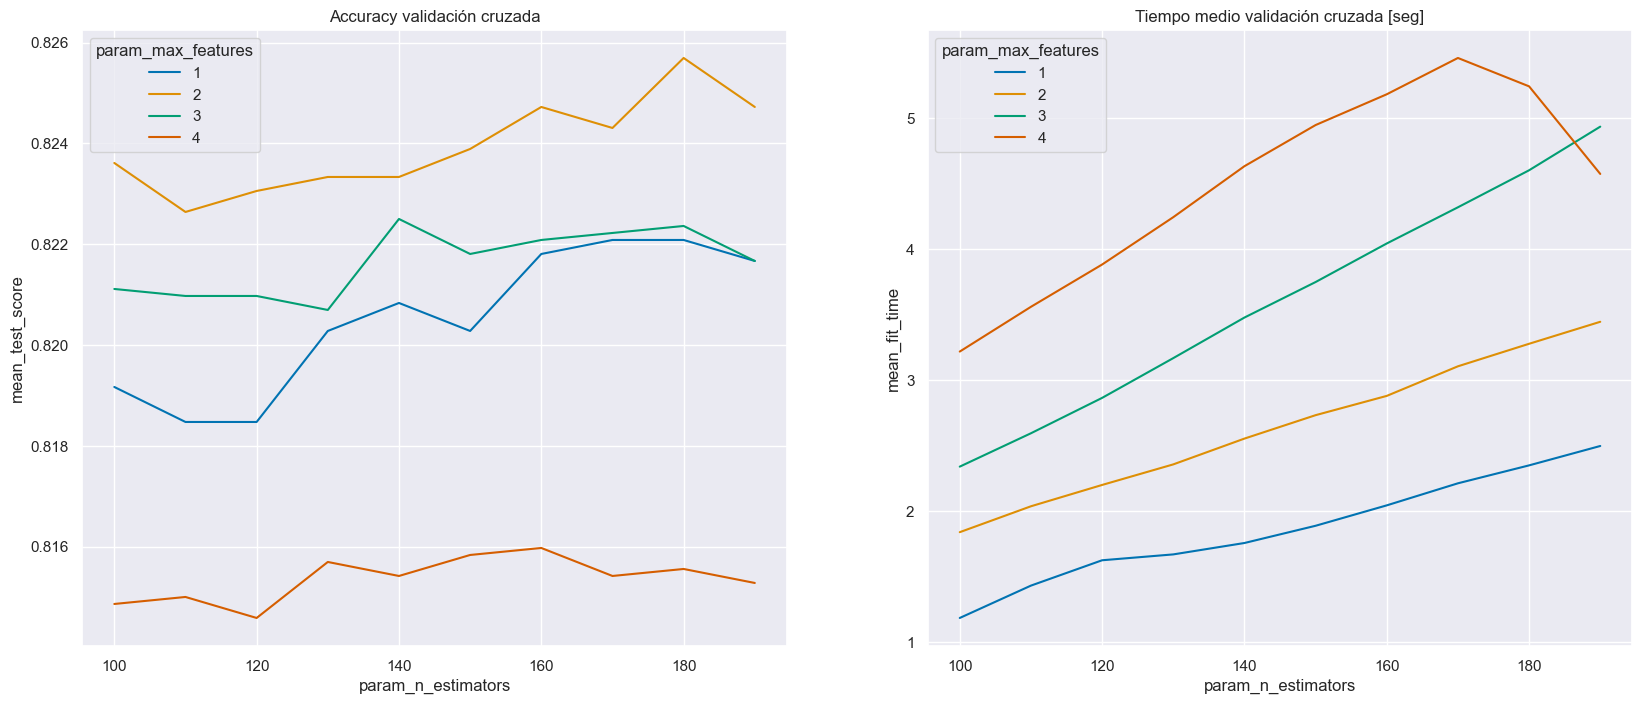 Accuracy validación cruzada
param_max_features
1
2
3
4
0.826
0.824
0.822
0.820
0.818
0.816
mean_test_score
100 120 140 160 180
param_n_estimators
Tiempo medio validación cruzada [seg]
param_max_features
1
2
3
4
5
4
3
2
1
mean_fit_time
100 120 140 160 180
param_n_estimators